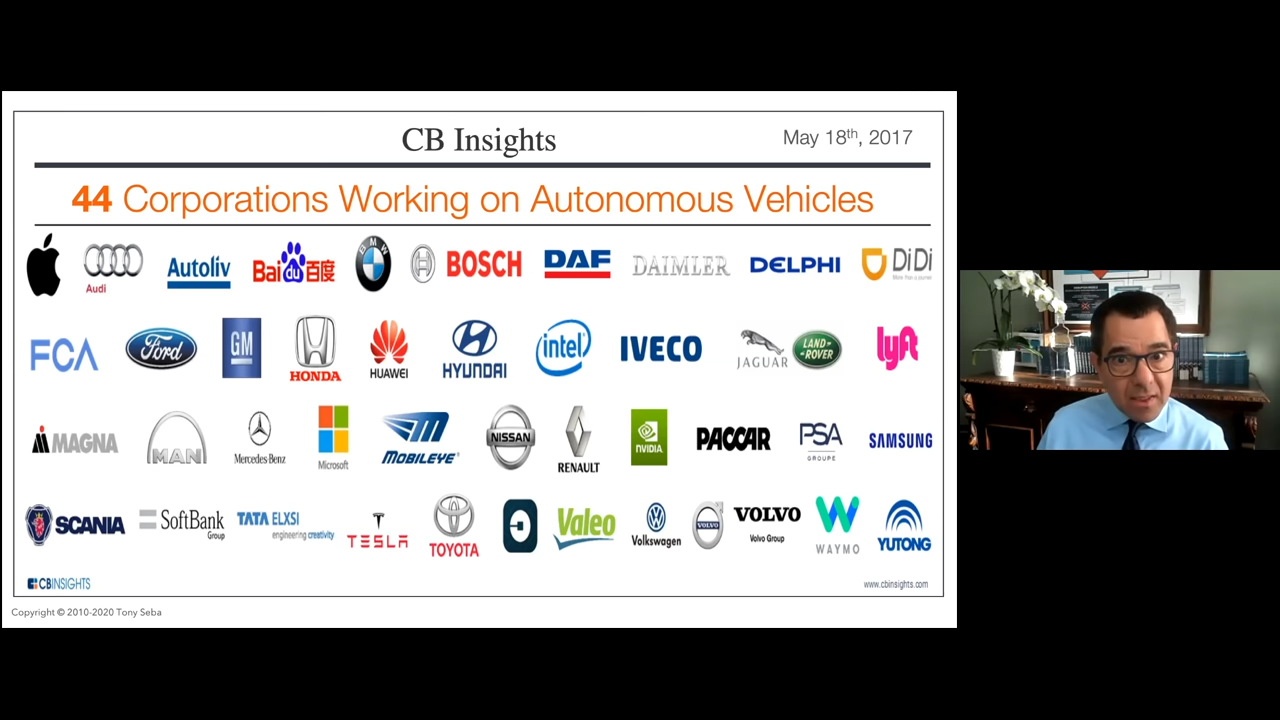 CB Insights
May 18th, 2017
44 Corporations Working on Autonomous Vehicles
Audi
Autoliv
Bai du 百度
BMW
BOSCH
DAF
DAIMLER
DELPHI
DiDi
FCA
Ford
GM
HONDA
HUAWEI
HYUNDAI
intel
IVECO
JAGUAR
LAND-ROVER
lyft
MAGNA
MAN
Mercedes-Benz
Microsoft
MOBILEYE
NISSAN
RENAULT
NVIDIA
PACCAR
PSA
GROUPE
SAMSUNG
SCANIA
SoftBank
Group
TATA ELXSI
engineering creativity
TESLA
TOYOTA
Valeo
Volkswagen
VOLVO
VOLVO
Volvo Group
WAYMO
YUTONG
CBINSIGHTS
www.cbinsights.com
Copyright © 2010-2020 Tony Seba